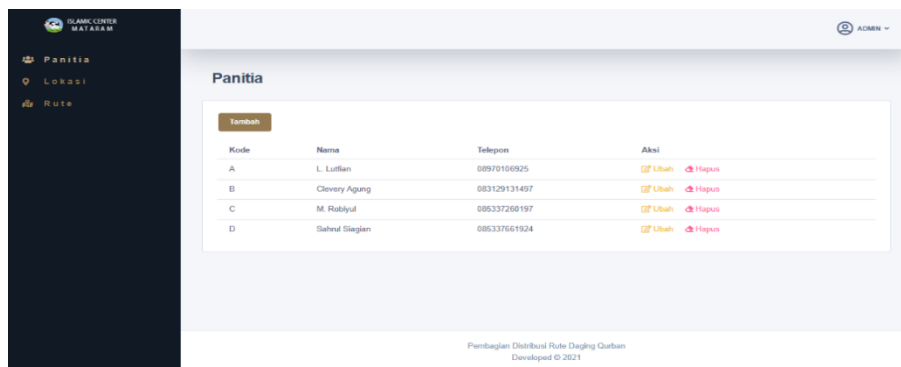 ISLAMIC CENTER
MATARAM
ADMIN
Panitia
Lokasi
Rute
Panitia
Tambah
Kode Nama Telepon Aksi
A L. Lutfian 08970106925 Ubah Hapus
B Clevery Agung 083129131497 Ubah Hapus
C M. Robiyul 085337260197 Ubah Hapus
D Sahrul Siagian 085337661924 Ubah Hapus
Pembagian Distribusi Rute Daging Qurban
Developed © 2021